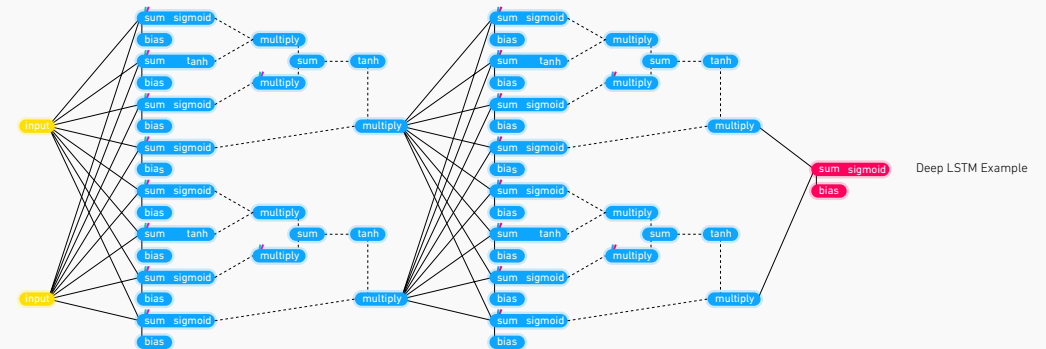 sum sigmoid sum sigmoid
bias multiply bias multiply
sum tanh sum tanh sum tanh sum tanh
bias multiply bias multiply
sum sigmoid sum sigmoid
input bias multiply bias multiply
sum sigmoid sum sigmoid
bias bias sum sigmoid Deep LSTM Example
sum sigmoid sum sigmoid bias
bias multiply bias multiply
sum tanh sum tanh sum tanh sum tanh
bias multiply bias multiply
sum sigmoid sum sigmoid
input bias multiply bias multiply
sum sigmoid sum sigmoid
bias bias